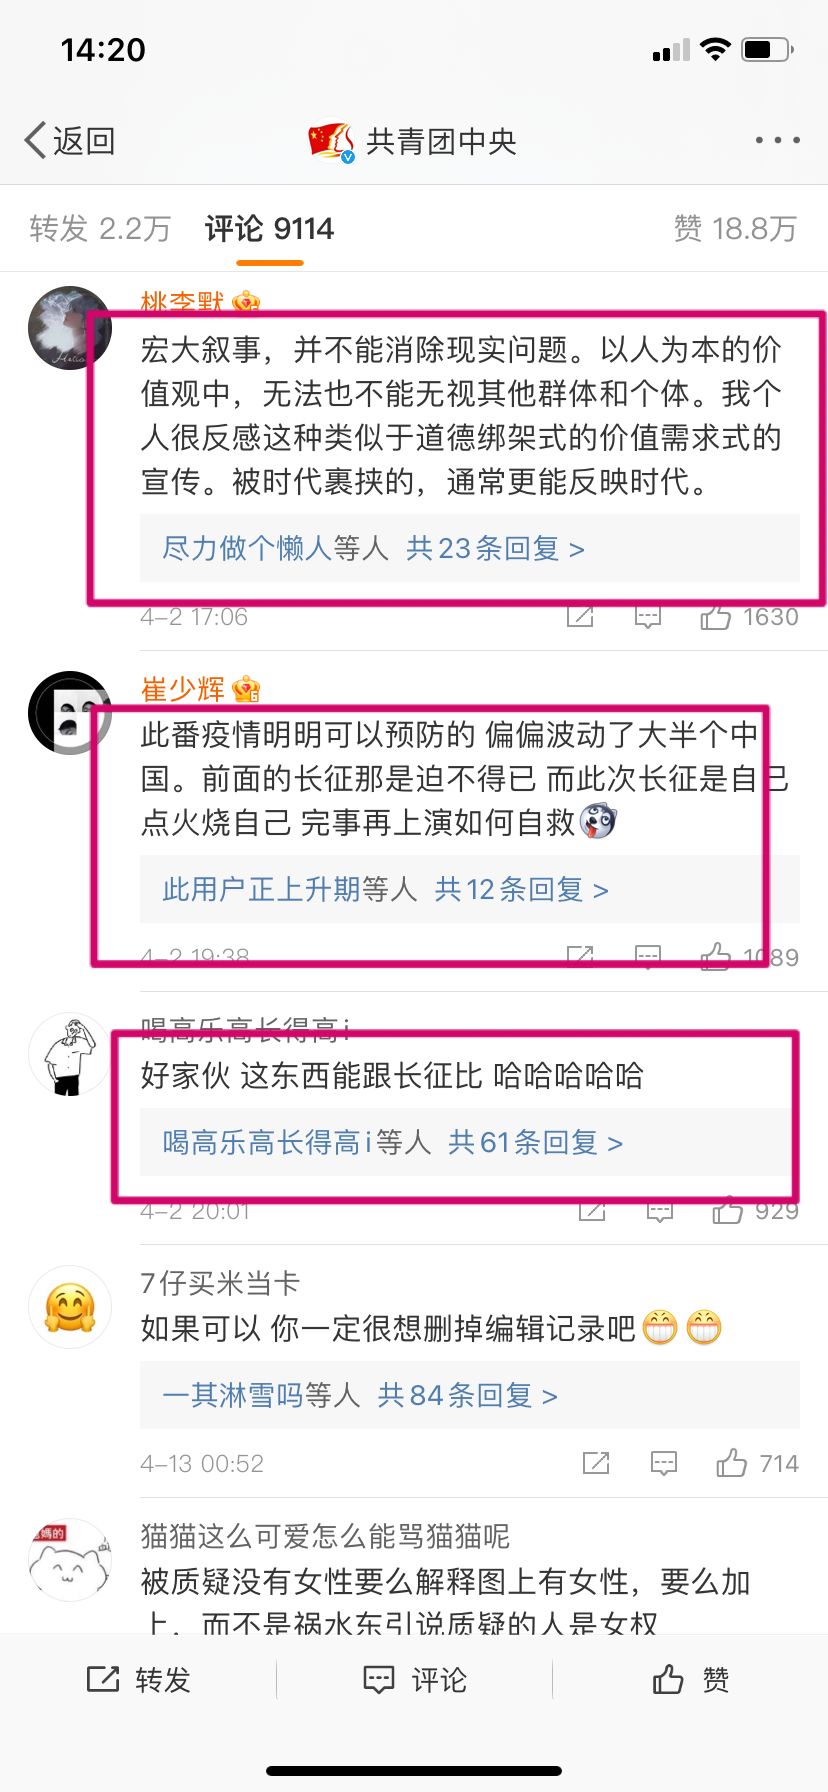 14:20
返回
共青团中央
转发 2.2万 评论 9114 赞 18.8万
桃李默
宏大叙事，并不能消除现实问题。以人为本的价
值观中，无法也不能无视其他群体和个体。我个
人很反感这种类似于道德绑架式的价值需求式的
宣传。被时代裹挟的，通常更能反映时代。
尽力做个懒人等人 共23条回复 >
4-2 17:06 1630
崔少辉
此番疫情明明可以预防的 偏偏波动了大半个中
国。前面的长征那是迫不得已 而此次长征是自己
点火烧自己 完事再上演如何自救
此用户正上升期等人 共12条回复 >
4-2 19:38 1089
喝高乐高长得高i
好家伙 这东西能跟长征比 哈哈哈哈哈
喝高乐高长得高i等人 共61条回复 >
4-2 20:01 929
7仔买米当卡
如果可以 你一定很想删掉编辑记录吧
一其淋雪吗等人 共84条回复 >
4-13 00:52 714
猫猫这么可爱怎么能骂猫猫呢
被质疑没有女性要么解释图上有女性，要么加
上，而不是祸水东引说质疑的人是女权
转发 评论 赞